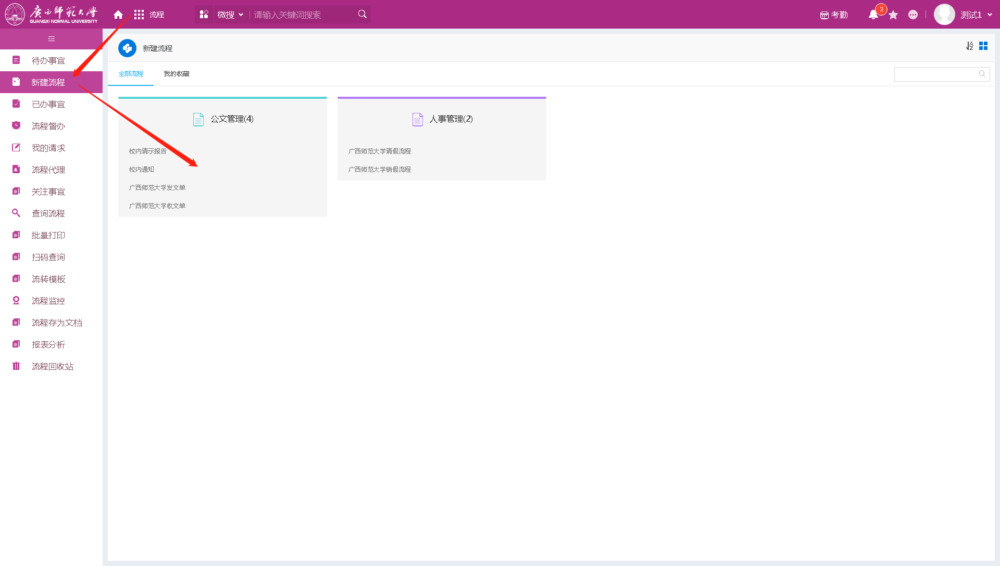 廣西師範大學
GUANGXI NORMAL UNIVERSITY
流程
微搜
请输入关键词搜索
考勤
3
测试1
待办事宜
新建流程
已办事宜
流程督办
我的请求
流程代理
关注事宜
查询流程
批量打印
扫码查询
流转模板
流程监控
流程存为文档
报表分析
流程回收站
新建流程
全部流程 我的收藏
公文管理(4)
校内请示报告
校内通知
广西师范大学发文单
广西师范大学收文单
人事管理(2)
广西师范大学请假流程
广西师范大学销假流程